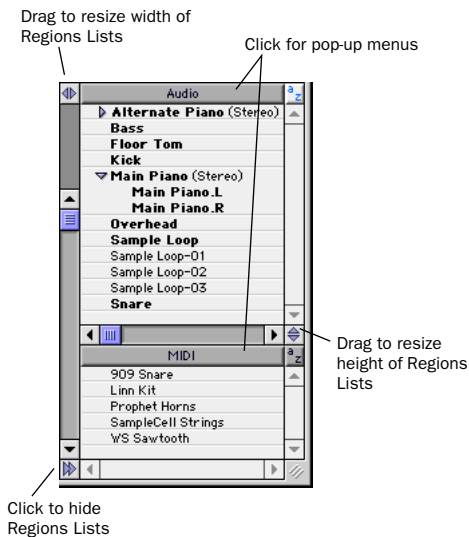 Drag to resize width of
Regions Lists
Click for pop-up menus
Audio
a z
Alternate Piano (Stereo)
Bass
Floor Tom
Kick
Main Piano (Stereo)
Main Piano.L
Main Piano.R
Overhead
Sample Loop
Sample Loop-01
Sample Loop-02
Sample Loop-03
Snare
Drag to resize
height of Regions
Lists
MIDI
a z
909 Snare
Linn Kit
Prophet Horns
SampleCell Strings
WS Sawtooth
Click to hide
Regions Lists